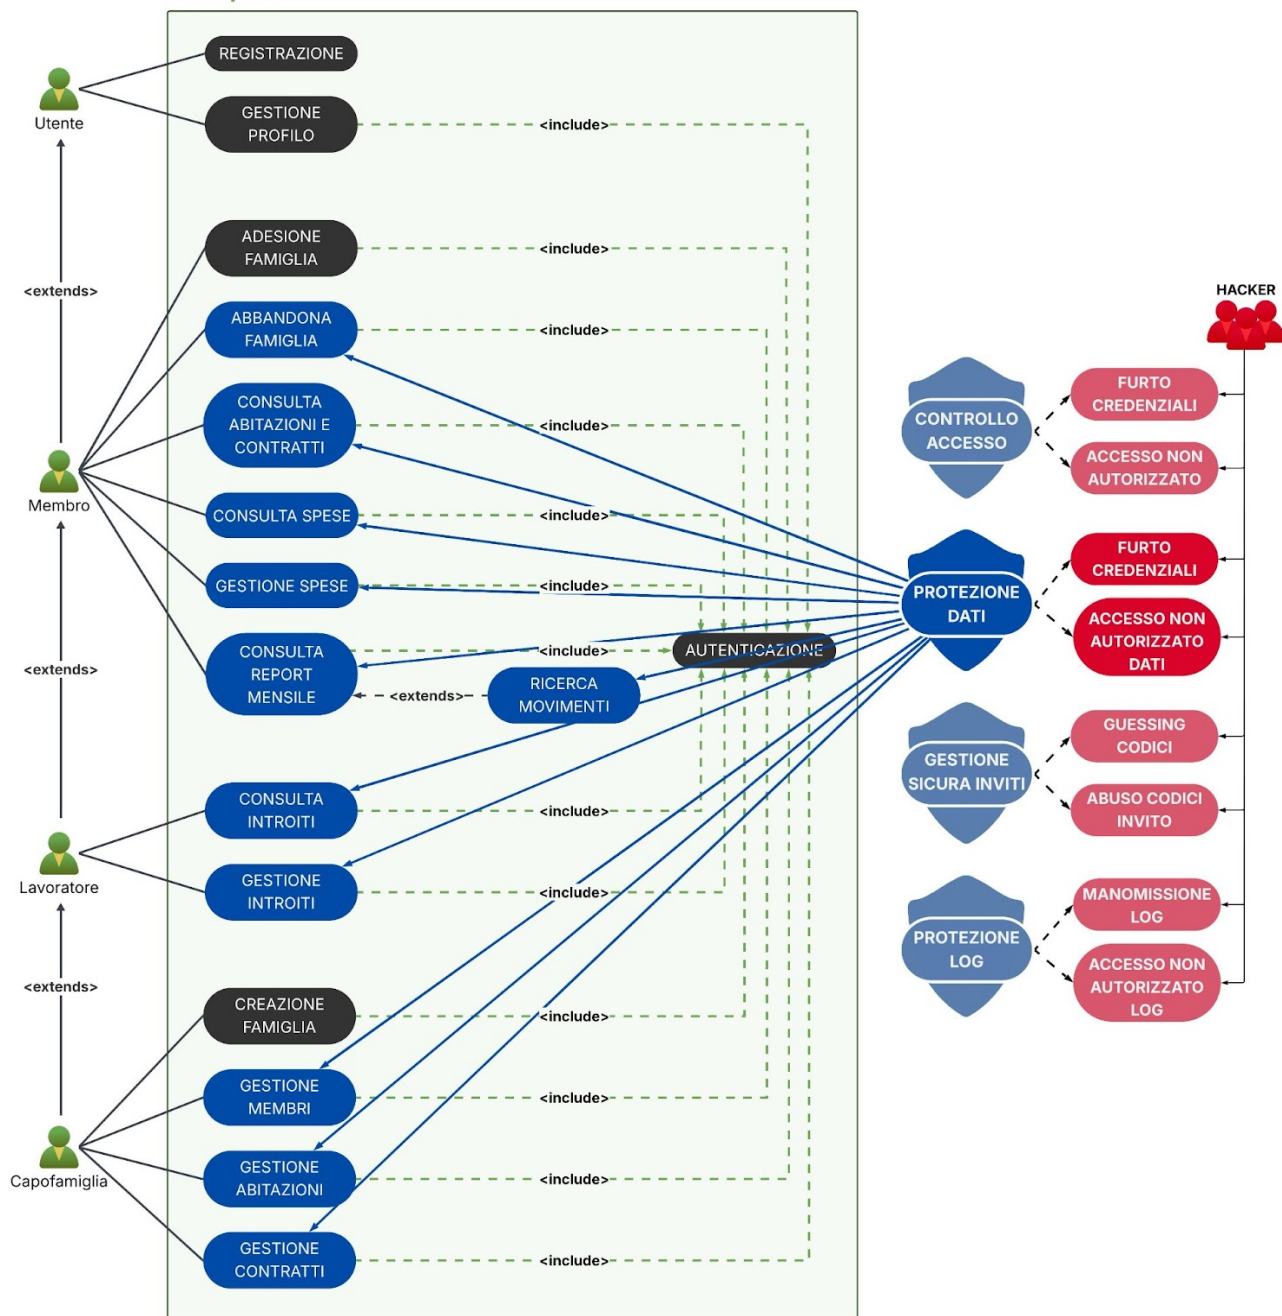 REGISTRAZIONE
Utente
GESTIONE
PROFILO
<include>
ADESIONE
FAMIGLIA
<include>
<extends>
ABBANDONA
FAMIGLIA
<include>
CONSULTA
ABITAZIONI E
CONTRATTI
<include>
Membro
CONSULTA SPESE
<include>
GESTIONE SPESE
<include>
CONSULTA
REPORT
MENSILE
<include>
AUTENTICAZIONE
<extends>
RICERCA
MOVIMENTI
<extends>
CONSULTA
INTROITI
<include>
Lavoratore
GESTIONE
INTROITI
<include>
<extends>
CREAZIONE
FAMIGLIA
<include>
GESTIONE
MEMBRI
<include>
Capofamiglia
GESTIONE
ABITAZIONI
<include>
GESTIONE
CONTRATTI
<include>
HACKER
CONTROLLO
ACCESSO
FURTO
CREDENZIALI
ACCESSO NON
AUTORIZZATO
PROTEZIONE
DATI
FURTO
CREDENZIALI
ACCESSO NON
AUTORIZZATO
DATI
GESTIONE
SICURA INVITI
GUESSING
CODICI
ABUSO CODICI
INVITO
PROTEZIONE
LOG
MANOMISSIONE
LOG
ACCESSO NON
AUTORIZZATO
LOG